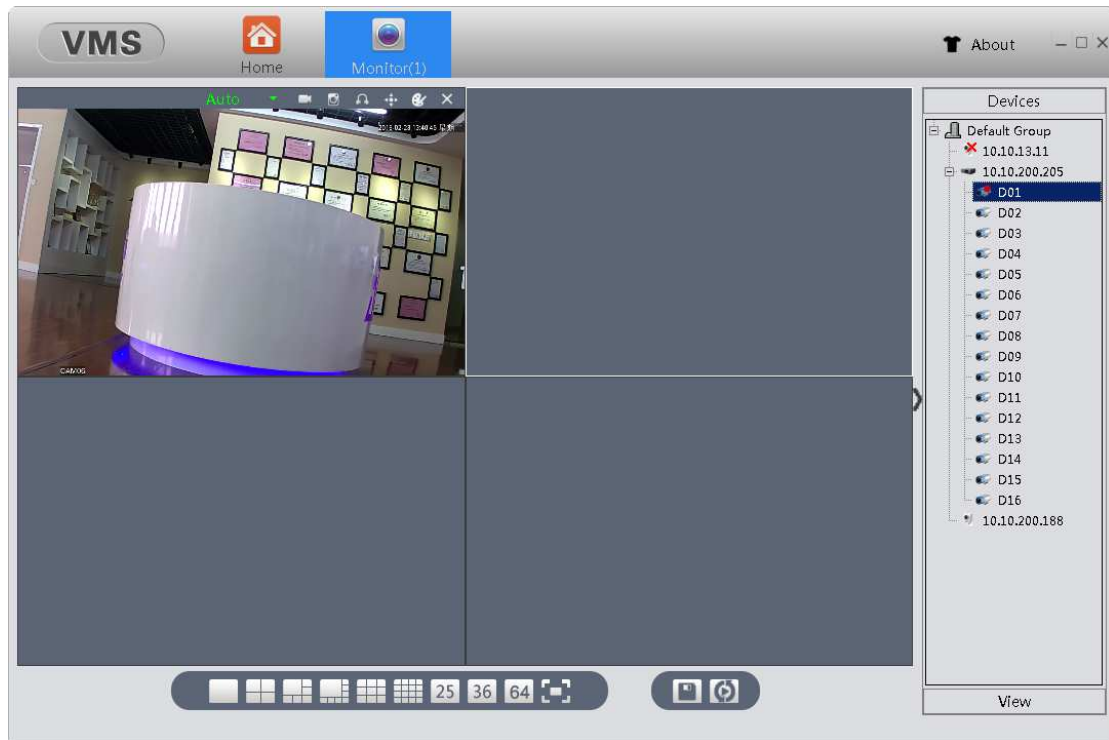 VMS
Home
Monitor(1)
About
Auto
CAM06
Devices
Default Group
10.10.13.11
10.10.200.205
D01
D02
D03
D04
D05
D06
D07
D08
D09
D10
D11
D12
D13
D14
D15
D16
10.10.200.188
25 36 64
View